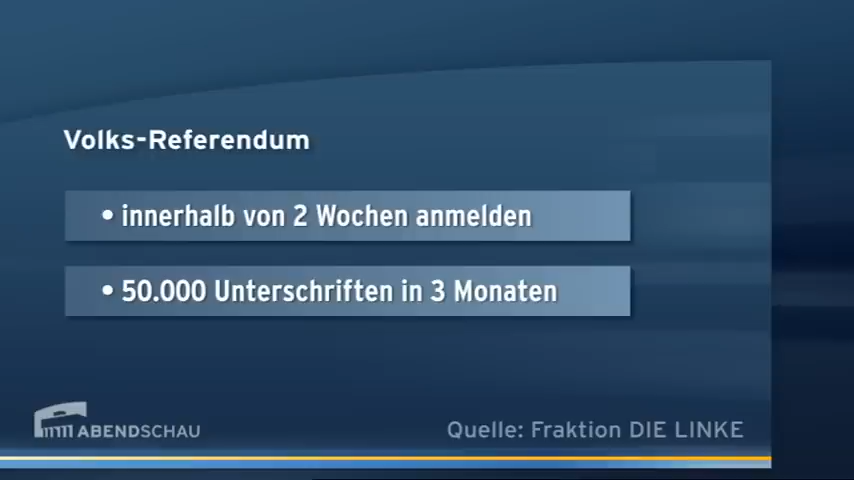 Volks-Referendum
• innerhalb von 2 Wochen anmelden
• 50.000 Unterschriften in 3 Monaten
ABENDSCHAU
Quelle: Fraktion DIE LINKE